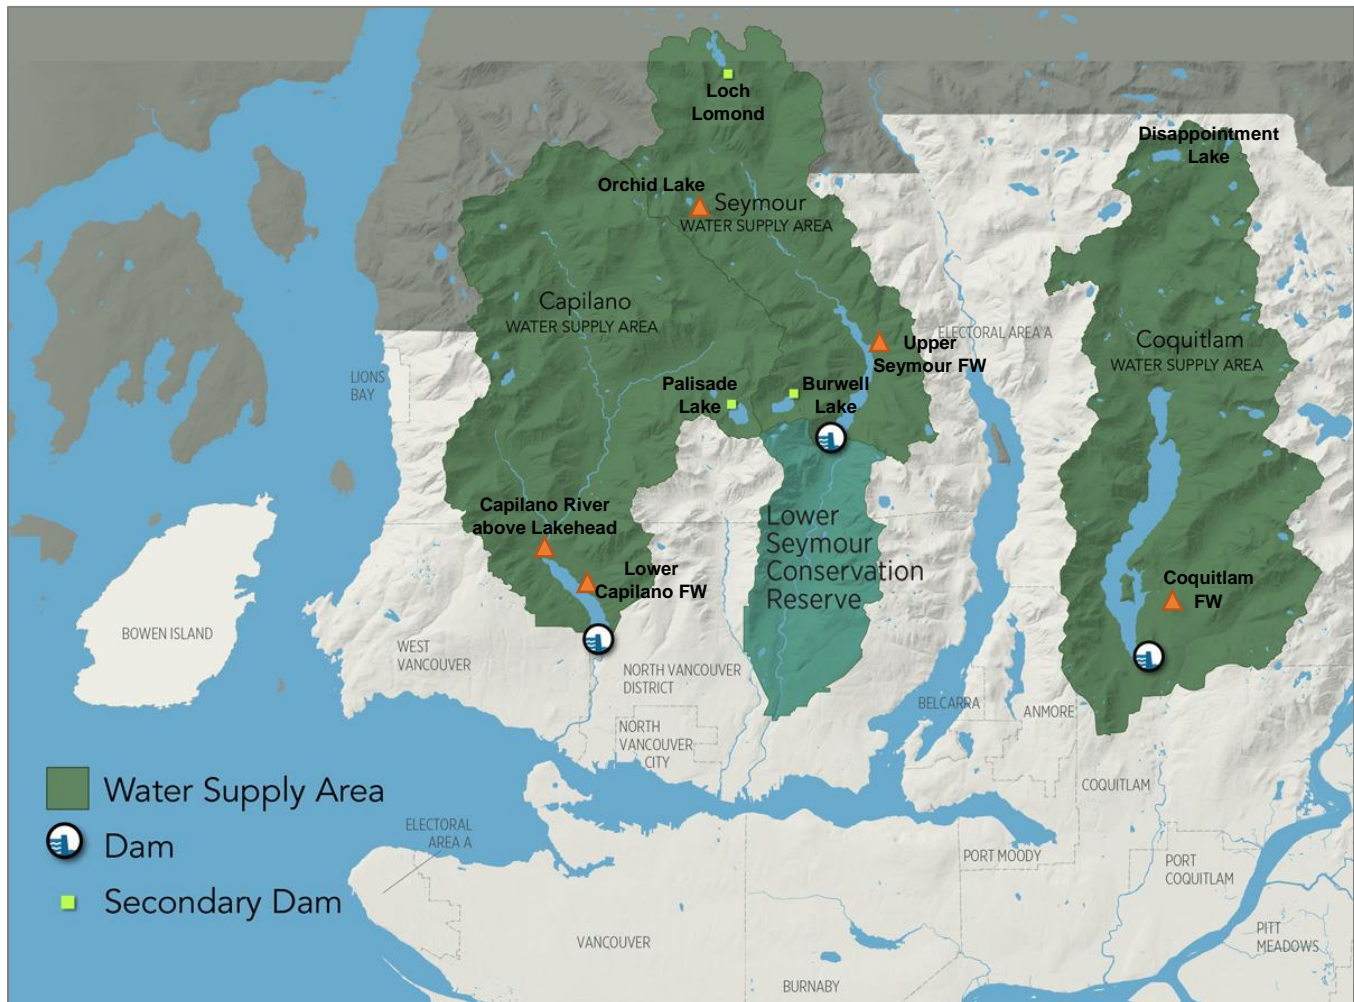 Loch
Lomond
Disappointment
Lake
Orchid Lake
Seymour
WATER SUPPLY AREA
Capilano
WATER SUPPLY AREA
ELECTORAL AREA A
Upper
Seymour FW
Coquitlam
WATER SUPPLY AREA
LIONS
BAY
Palisade
Lake
Burwell
Lake
Capilano River
above Lakehead
Lower
Seymour
Conservation
Reserve
Lower
Capilano FW
Coquitlam
FW
BOWEN ISLAND
WEST
VANCOUVER
NORTH VANCOUVER
DISTRICT
BELCARRA
ANMORE
NORTH
VANCOUVER
CITY
COQUITLAM
Water Supply Area
Dam
Secondary Dam
ELECTORAL
AREA A
PORT MOODY
PORT
COQUITLAM
VANCOUVER
PITT
MEADOWS
BURNABY